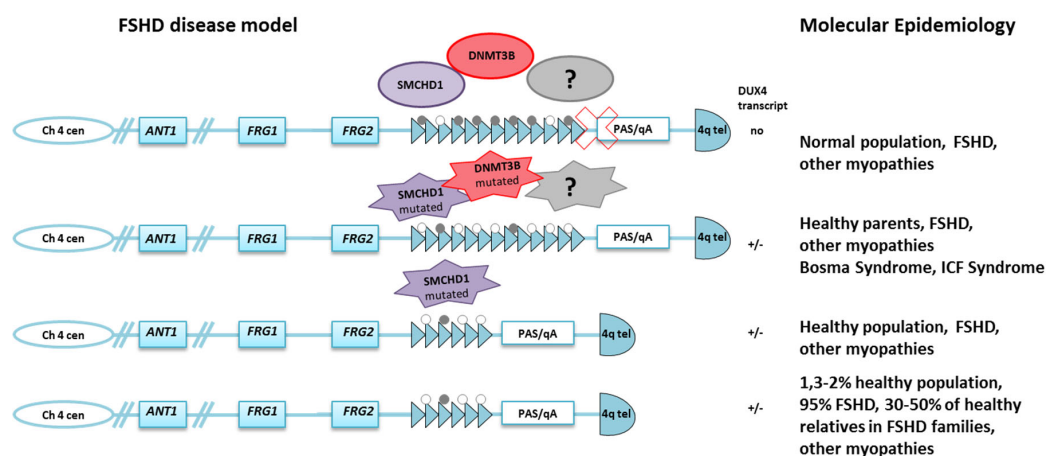 FSHD disease model
Molecular Epidemiology
DNMT3B
SMCHD1
?
DUX4
transcript
Ch 4 cen
ANT1
FRG1
FRG2
PAS/qA
4q tel
no
Normal population, FSHD,
other myopathies
DNMT3B
mutated
SMCHD1
mutated
?
Ch 4 cen
ANT1
FRG1
FRG2
PAS/qA
4q tel
+/-
Healthy parents, FSHD,
other myopathies
Bosma Syndrome, ICF Syndrome
SMCHD1
mutated
Ch 4 cen
ANT1
FRG1
FRG2
PAS/qA
4q tel
+/-
Healthy population, FSHD,
other myopathies
Ch 4 cen
ANT1
FRG1
FRG2
PAS/qA
4q tel
+/-
1,3-2% healthy population,
95% FSHD, 30-50% of healthy
relatives in FSHD families,
other myopathies